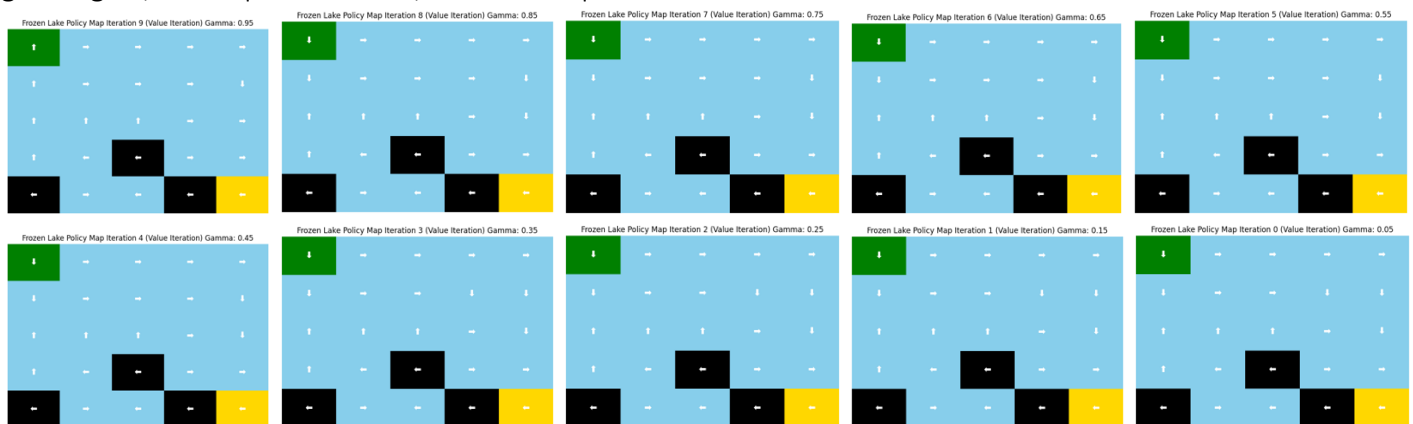 Frozen Lake Policy Map Iteration 9 (Value Iteration) Gamma: 0.95
Frozen Lake Policy Map Iteration 8 (Value Iteration) Gamma: 0.85
Frozen Lake Policy Map Iteration 7 (Value Iteration) Gamma: 0.75
Frozen Lake Policy Map Iteration 6 (Value Iteration) Gamma: 0.65
Frozen Lake Policy Map Iteration 5 (Value Iteration) Gamma: 0.55
Frozen Lake Policy Map Iteration 4 (Value Iteration) Gamma: 0.45
Frozen Lake Policy Map Iteration 3 (Value Iteration) Gamma: 0.35
Frozen Lake Policy Map Iteration 2 (Value Iteration) Gamma: 0.25
Frozen Lake Policy Map Iteration 1 (Value Iteration) Gamma: 0.15
Frozen Lake Policy Map Iteration 0 (Value Iteration) Gamma: 0.05